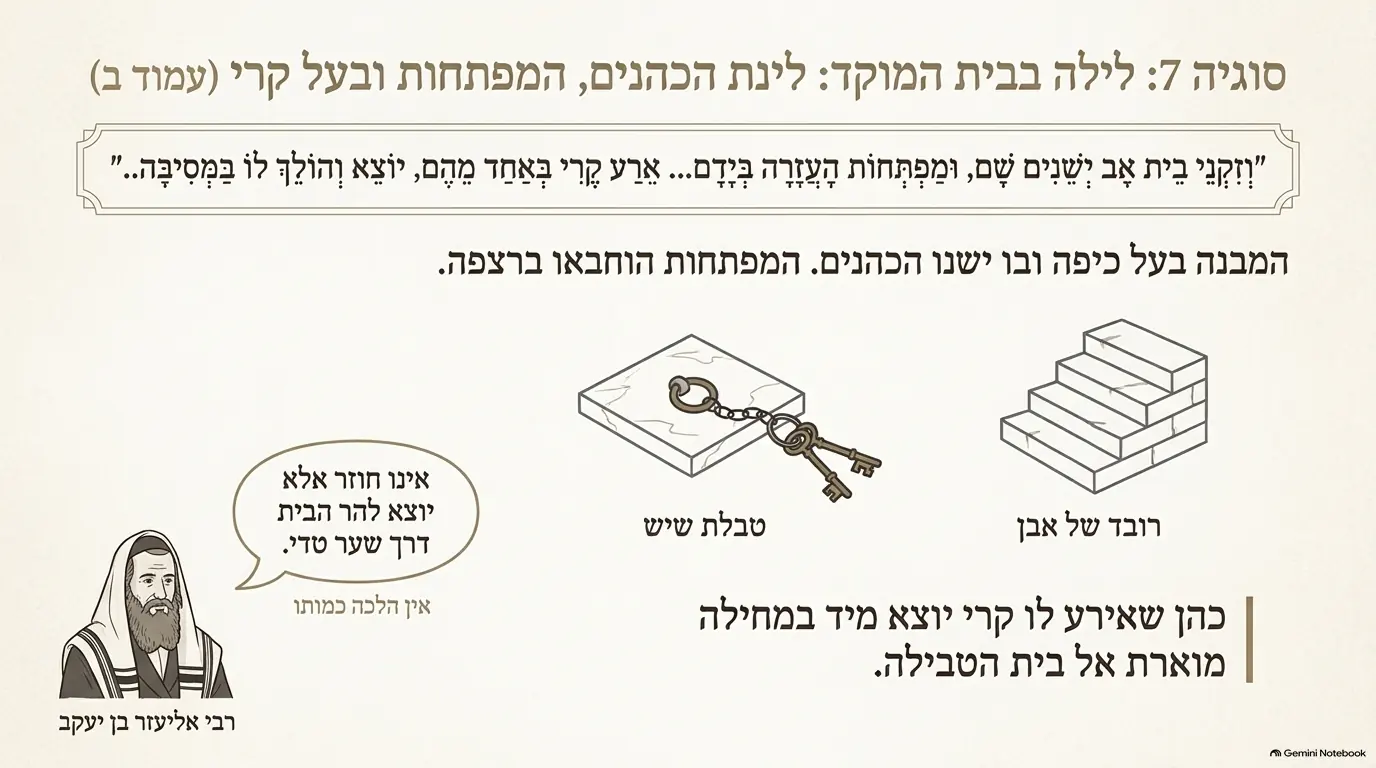 סוגיה 7: לילה בבית המוקד: לינת הכהנים, המפתחות ובעל קרי (עמוד ב)
"וְזִקְנֵי בֵית אָב יְשֵׁנִים שָׁם, וּמַפְתְּחוֹת הָעֲזָרָה בְּיָדָם... אֵרַע קֶרִי בְּאַחַד מֵהֶם, יוֹצֵא וְהוֹלֵךְ לוֹ בַּמְּסִיבָּה.."
המבנה בעל כיפה ובו ישנו הכהנים. המפתחות הוחבאו ברצפה.
רובד של אבן
טבלת שיש
כהן שאירע לו קרי יוצא מיד במחילה
מוארת אל בית הטבילה.
אינו חוזר אלא
יוצא להר הבית
דרך שער טדי.
אין הלכה כמותו
רבי אליעזר בן יעקב
Gemini Notebook